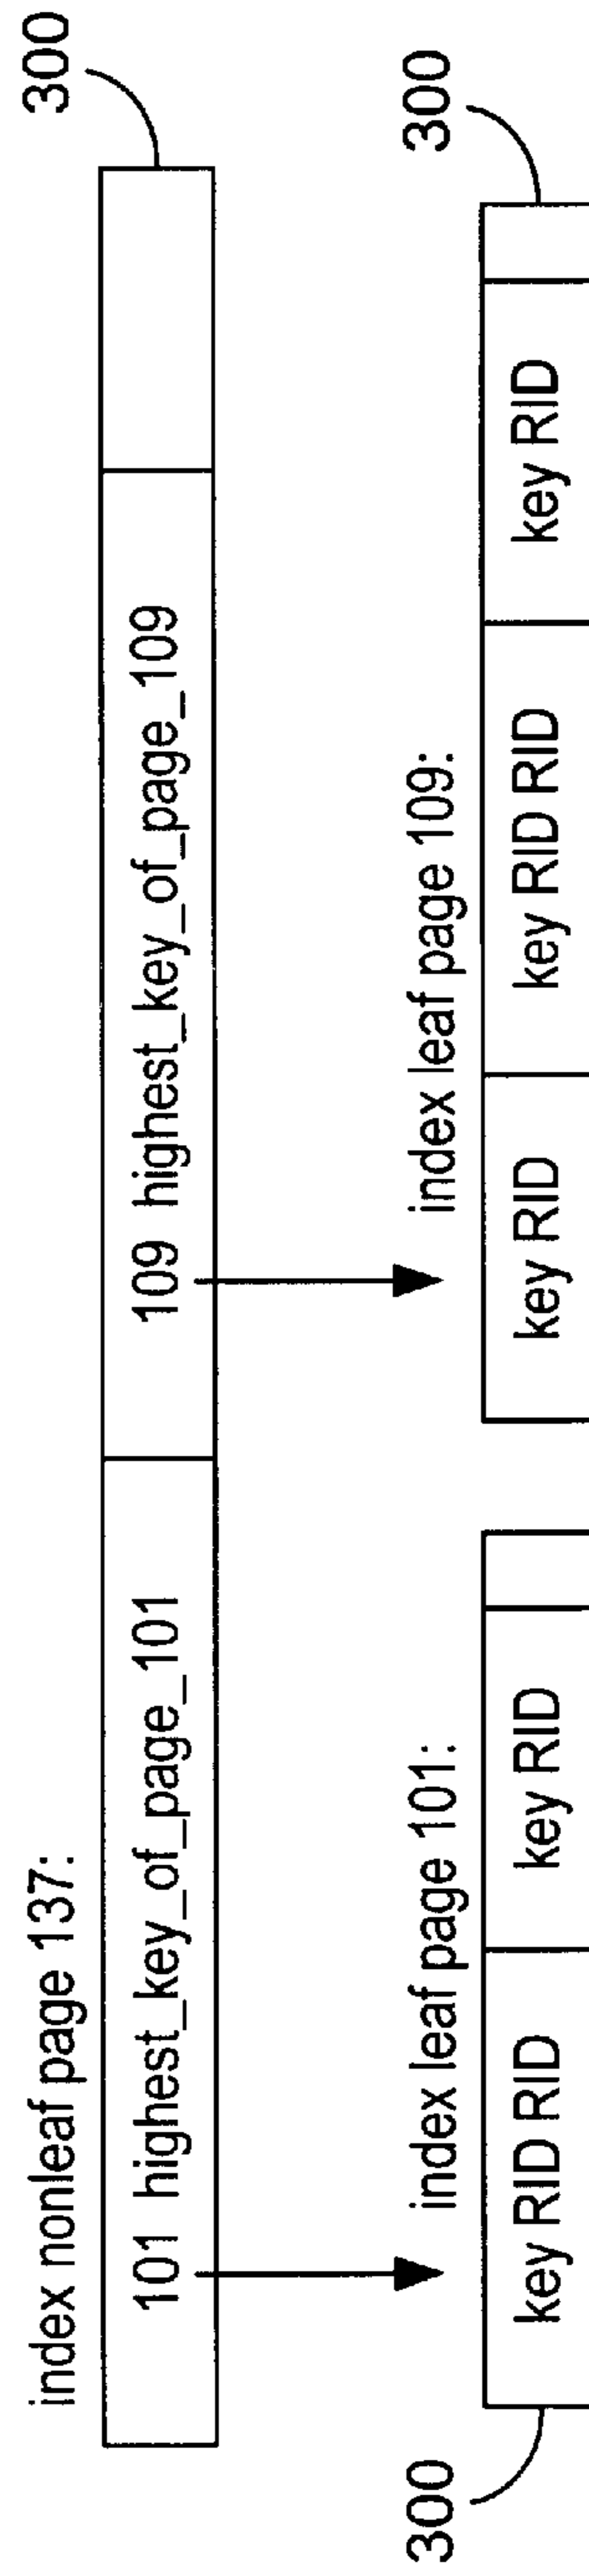 index nonleaf page 137:
300
101 highest_key_of_page_101
109 highest_key_of_page_109
index leaf page 101:
index leaf page 109:
300
300
key RID RID
key RID
key RID
key RID RID
key RID